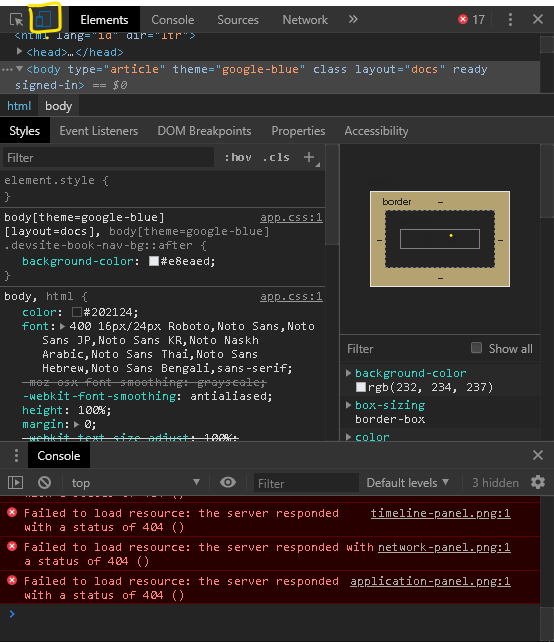 Elements Console Sources Network » 17
<html lang="id" dir="ltr">
<head>…</head>
…<body type="article" theme="google-blue" class layout="docs" ready
signed-in> == $0
html body
Styles Event Listeners DOM Breakpoints Properties Accessibility
Filter :hov .cls +
element.style {
}
body[theme=google-blue] app.css:1
[layout=docs], body[theme=google-blue]
.devsite-book-nav-bg::after {
background-color: #e8eaed;
}
body, html { app.css:1
color: #202124;
font: 400 16px/24px Roboto,Noto Sans,Noto
Sans JP,Noto Sans KR,Noto Naskh
Arabic,Noto Sans Thai,Noto Sans
Hebrew,Noto Sans Bengali,sans-serif;
-moz-osx-font-smoothing: grayscale;
-webkit-font-smoothing: antialiased;
height: 100%;
margin: 0;
-webkit-text-size-adjust: 100%;
border –
– –
–
Filter Show all
background-color
rgb(232, 234, 237)
box-sizing
border-box
color
Console
top Filter Default levels 3 hidden
with a status of 404 ()
Failed to load resource: the server responded timeline-panel.png:1
with a status of 404 ()
Failed to load resource: the server responded with network-panel.png:1
a status of 404 ()
Failed to load resource: the server responded application-panel.png:1
with a status of 404 ()
>